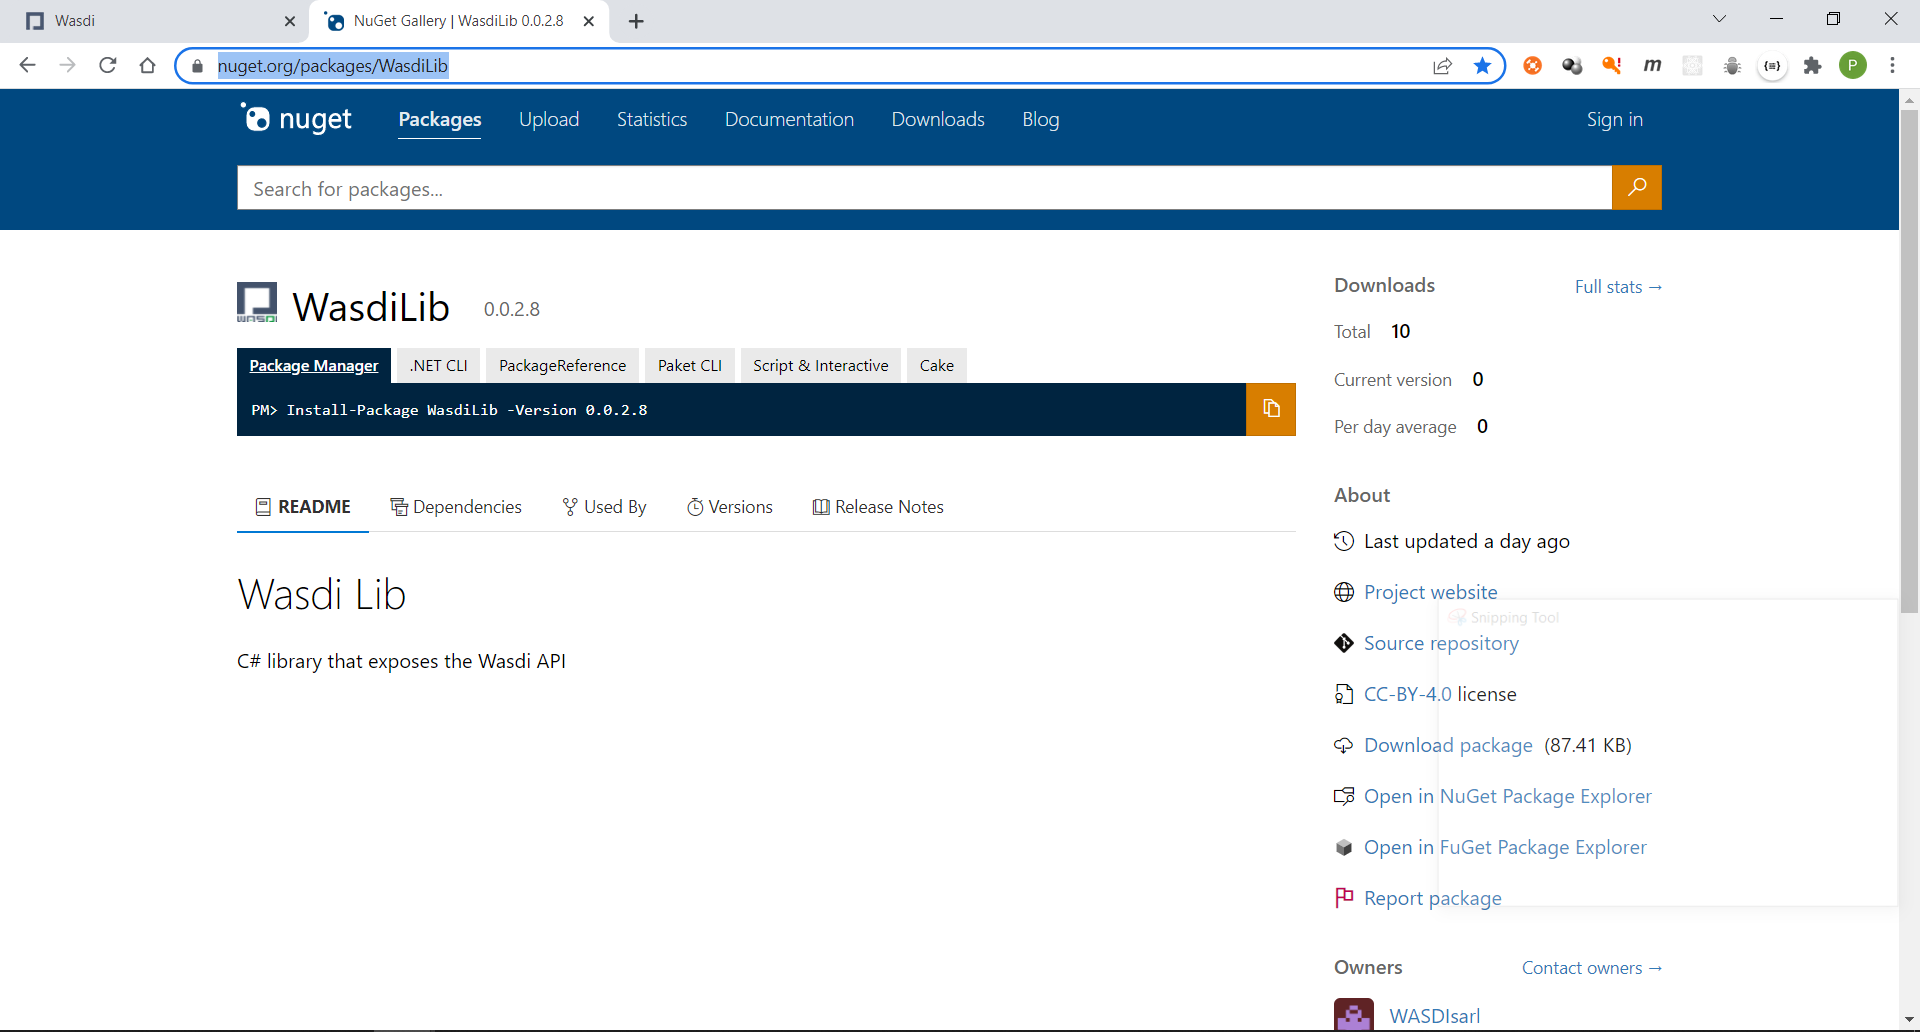 Wasdi
NuGet Gallery | WasdiLib 0.0.2.8
nuget.org/packages/WasdiLib
m
P
nuget
Packages
Upload
Statistics
Documentation
Downloads
Blog
Sign in
Search for packages...
WASDI
WasdiLib 0.0.2.8
Package Manager
.NET CLI
PackageReference
Paket CLI
Script & Interactive
Cake
PM> Install-Package WasdiLib -Version 0.0.2.8
README
Dependencies
Used By
Versions
Release Notes
Wasdi Lib
C# library that exposes the Wasdi API
Downloads
Full stats →
Total 10
Current version 0
Per day average 0
About
Last updated a day ago
Project website
Snipping Tool
Source repository
CC-BY-4.0 license
Download package (87.41 KB)
Open in NuGet Package Explorer
Open in FuGet Package Explorer
Report package
Owners
Contact owners →
WASDIsarl